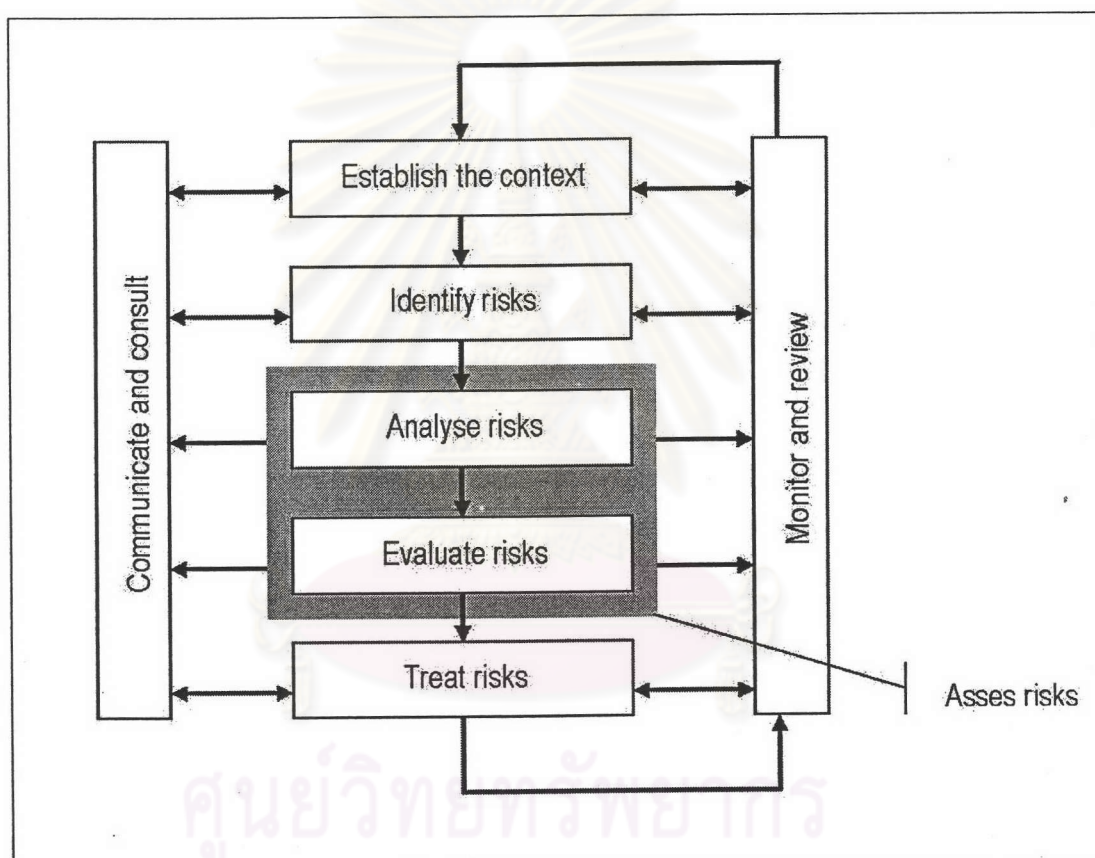 Establish the context
Identify risks
Analyse risks
Evaluate risks
Treat risks
Communicate and consult
Monitor and review
Asses risks
ศูนย์วิทยทรัพยากร